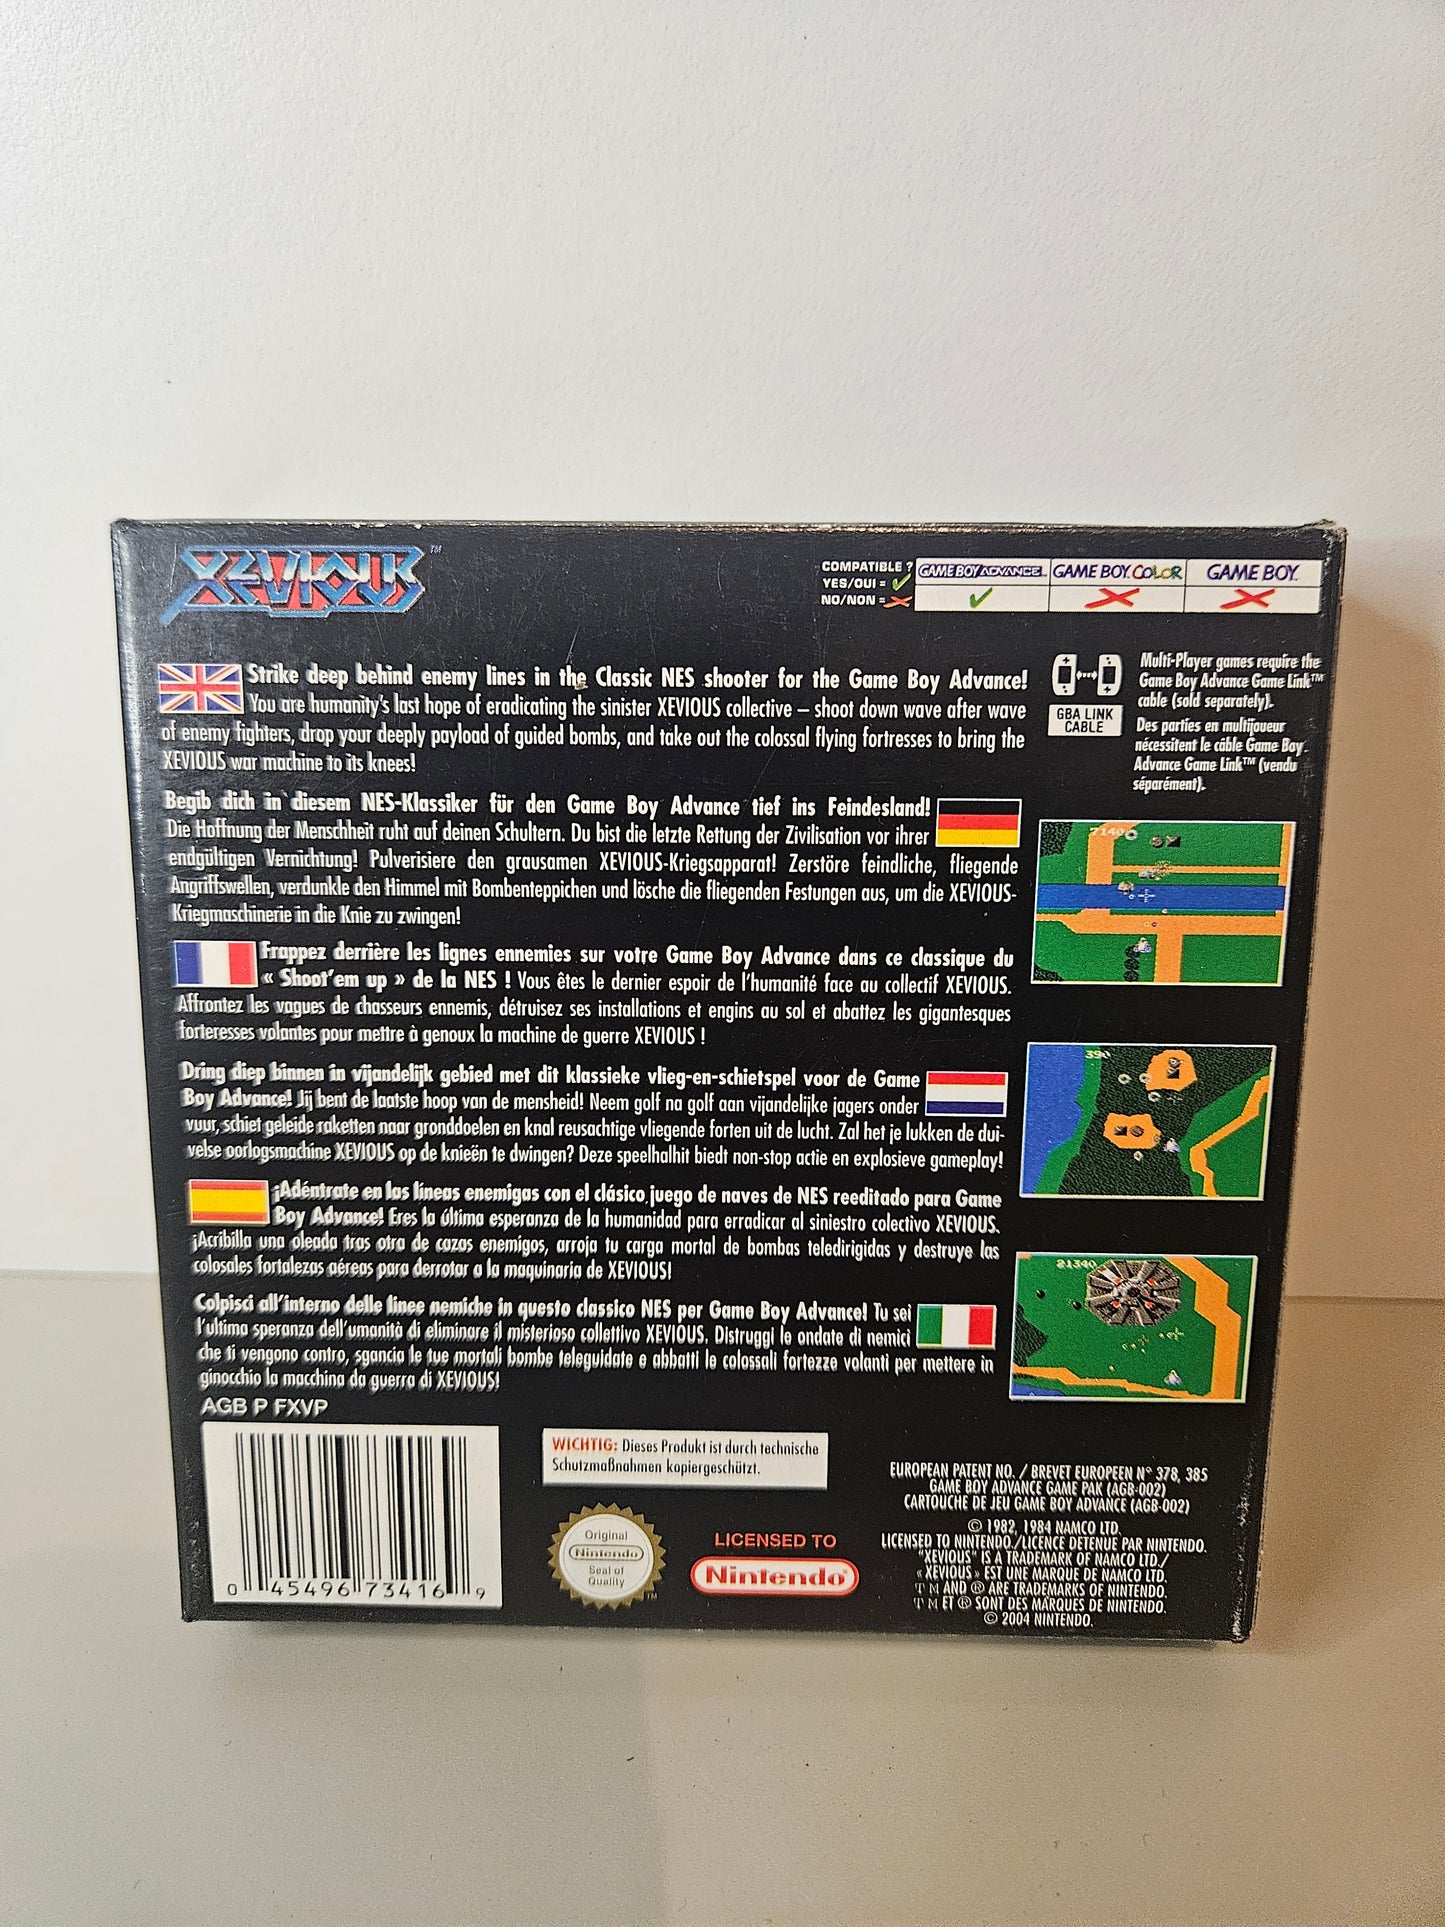 XEVIOUS™
COMPATIBLE ?
YES/OUI =
NO/NON =
GAME BOY ADVANCE GAME BOY COLOR GAME BOY
Strike deep behind enemy lines in the Classic NES shooter for the Game Boy Advance!
You are humanity's last hope of eradicating the sinister XEVIOUS collective – shoot down wave after wave
of enemy fighters, drop your deeply payload of guided bombs, and take out the colossal flying fortresses to bring the
XEVIOUS war machine to its knees!
Multi-Player games require the
Game Boy Advance Game Link™
cable (sold separately).
GBA LINK
CABLE
Des parties en multijoueur
nécessitent le câble Game Boy
Advance Game Link™ (vendu
séparément).
Begib dich in diesem NES-Klassiker für den Game Boy Advance tief ins Feindesland!
Die Hoffnung der Menschheit ruht auf deinen Schultern. Du bist die letzte Rettung der Zivilisation vor ihrer
endgültigen Vernichtung! Pulverisiere den grausamen XEVIOUS-Kriegsapparat! Zerstöre feindliche, fliegende
Angriffswellen, verdunkle den Himmel mit Bombenteppichen und lösche die fliegenden Festungen aus, um die XEVIOUS-
Kriegmaschinerie in die Knie zu zwingen!
7140
Frappez derrière les lignes ennemies sur votre Game Boy Advance dans ce classique du
« Shoot'em up » de la NES ! Vous êtes le dernier espoir de l'humanité face au collectif XEVIOUS.
Affrontez les vagues de chasseurs ennemis, détruisez ses installations et engins au sol et abattez les gigantesques
forteresses volantes pour mettre à genoux la machine de guerre XEVIOUS !
390
Dring diep binnen in vijandelijk gebied met dit klassieke vlieg-en-schietspel voor de Game
Boy Advance! Jij bent de laatste hoop van de mensheid! Neem golf na golf aan vijandelijke jagers onder
vuur, schiet geleide raketten naar gronddoelen en knal reusachtige vliegende forten uit de lucht. Zal het je lukken de dui-
velse oorlogsmachine XEVIOUS op de knieën te dwingen? Deze speelhalhit biedt non-stop actie en explosieve gameplay!
¡Adéntrate en las líneas enemigas con el clásico juego de naves de NES reeditado para Game
Boy Advance! Eres la última esperanza de la humanidad para erradicar al siniestro colectivo XEVIOUS.
¡Acribilla una oleada tras otra de cazas enemigos, arroja tu carga mortal de bombas teledirigidas y destruye las
colosales fortalezas aéreas para derrotar a la maquinaria de XEVIOUS!
21340
Colpisci all'interno delle linee nemiche in questo classico NES per Game Boy Advance! Tu sei
l'ultima speranza dell'umanità di eliminare il misterioso collettivo XEVIOUS. Distruggi le ondate di nemici
che ti vengono contro, sgancia le tue mortali bombe teleguidate e abbatti le colossali fortezze volanti per mettere in
ginocchio la macchina da guerra di XEVIOUS!
AGB P FXVP
0 45496 73416 9
WICHTIG: Dieses Produkt ist durch technische
Schutzmaßnahmen kopiergeschützt.
Original
Nintendo
Seal of
Quality
TM
LICENSED TO
Nintendo®
EUROPEAN PATENT NO. / BREVET EUROPEEN N° 378, 385
GAME BOY ADVANCE GAME PAK (AGB-002)
CARTOUCHE DE JEU GAME BOY ADVANCE (AGB-002)
© 1982, 1984 NAMCO LTD.
LICENSED TO NINTENDO./LICENCE DETENUE PAR NINTENDO.
"XEVIOUS" IS A TRADEMARK OF NAMCO LTD./
« XEVIOUS » EST UNE MARQUE DE NAMCO LTD.
TM AND ® ARE TRADEMARKS OF NINTENDO.
TM ET ® SONT DES MARQUES DE NINTENDO.
© 2004 NINTENDO.